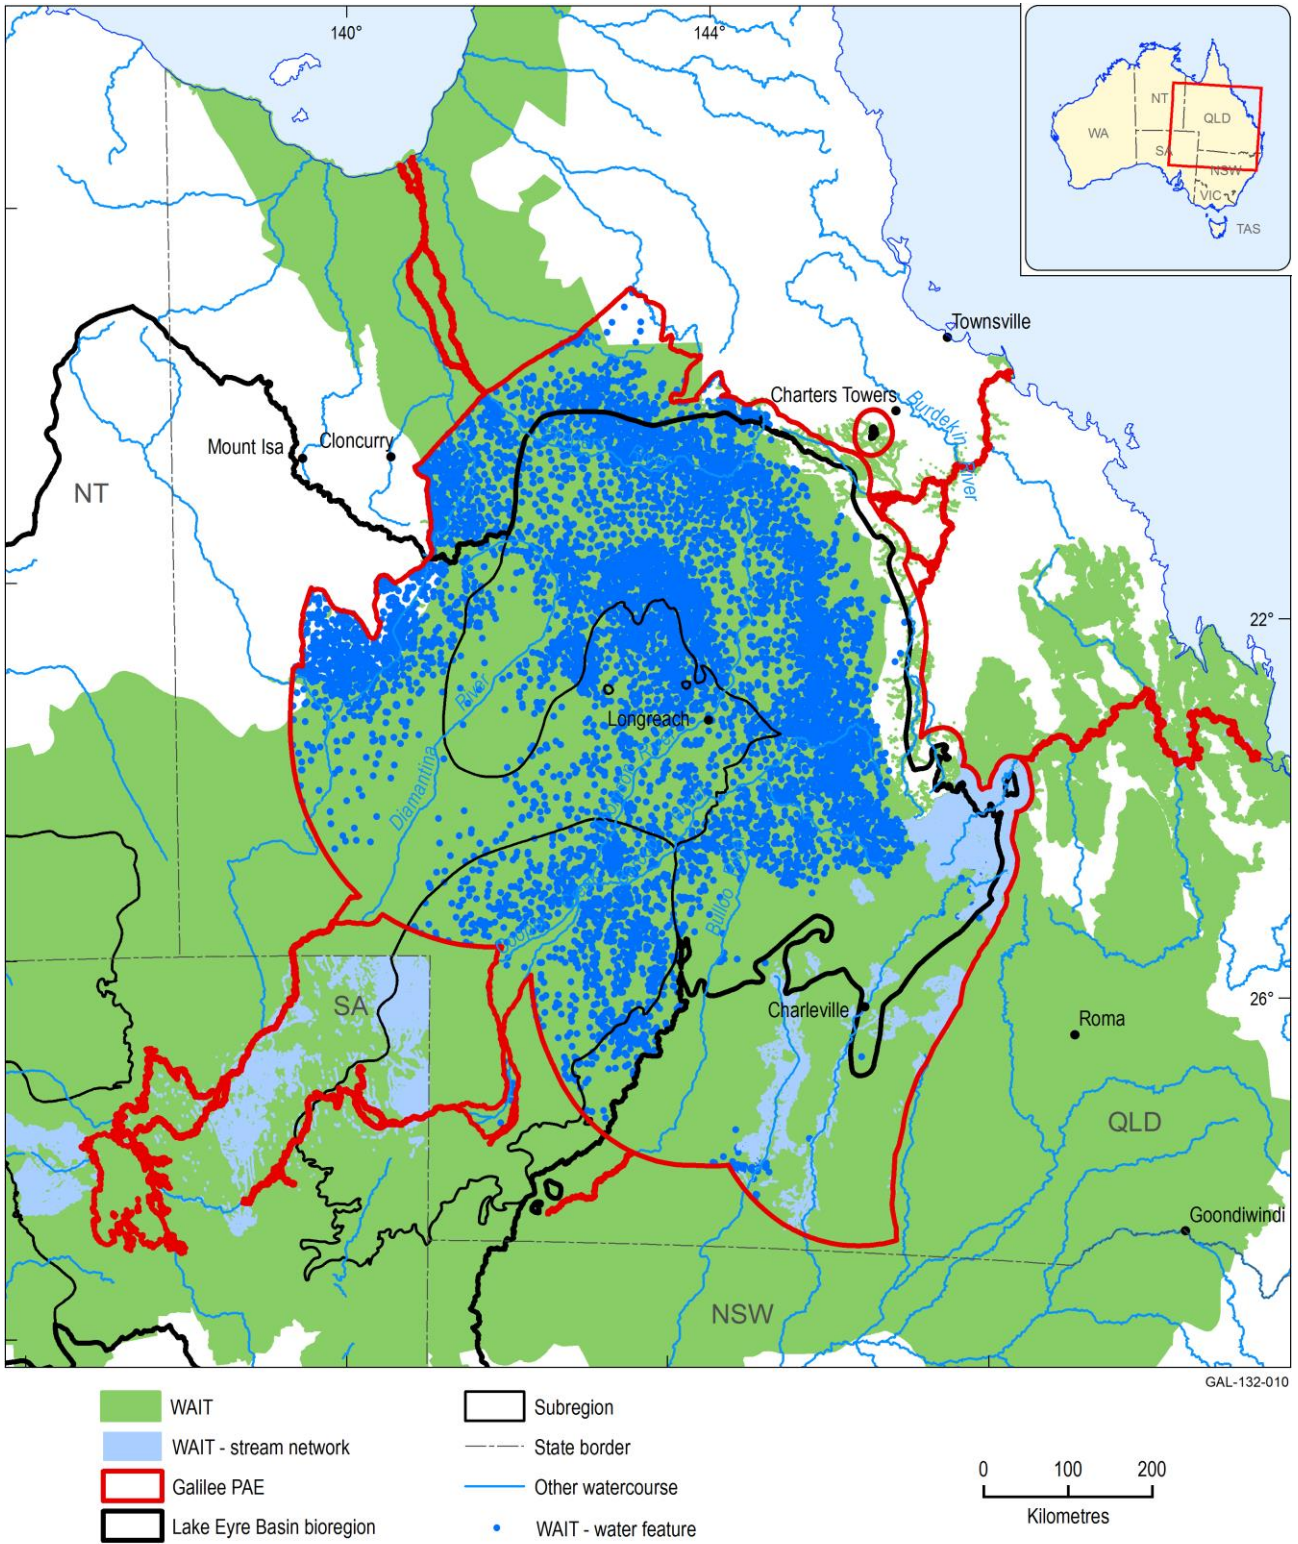 140°
144°
NT
QLD
WA
SA
NSW
VIC
TAS
Townsville
Charters Towers
Burdekin
River
Mount Isa
Cloncurry
NT
22°
River
Longreach
Diamantina
Bulloo
SA
Charleville
26°
Roma
QLD
Goondiwindi
NSW
GAL-132-010
WAIT
Subregion
WAIT - stream network
State border
Galilee PAE
Other watercourse
0 100 200
Kilometres
Lake Eyre Basin bioregion
WAIT - water feature